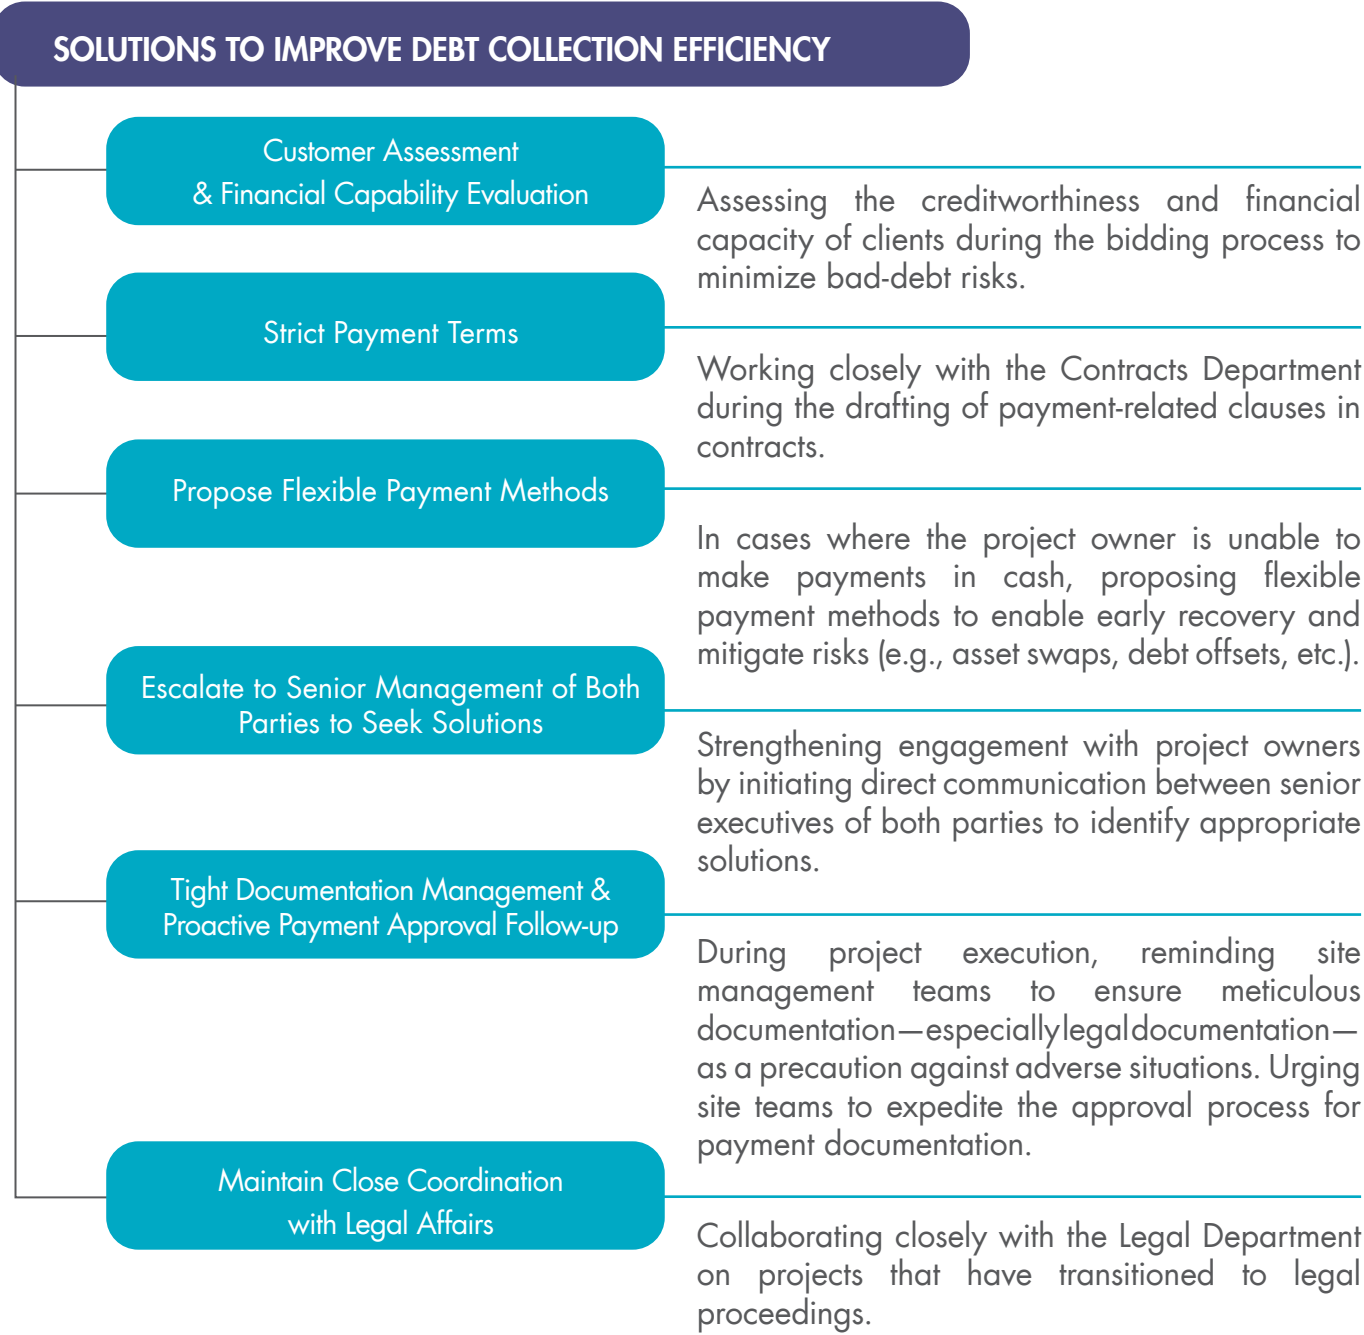 SOLUTIONS TO IMPROVE DEBT COLLECTION EFFICIENCY
Customer Assessment
& Financial Capability Evaluation
Assessing the creditworthiness and financial
capacity of clients during the bidding process to
minimize bad-debt risks.
Strict Payment Terms
Working closely with the Contracts Department
during the drafting of payment-related clauses in
contracts.
Propose Flexible Payment Methods
In cases where the project owner is unable to
make payments in cash, proposing flexible
payment methods to enable early recovery and
mitigate risks (e.g., asset swaps, debt offsets, etc.).
Escalate to Senior Management of Both
Parties to Seek Solutions
Strengthening engagement with project owners
by initiating direct communication between senior
executives of both parties to identify appropriate
solutions.
Tight Documentation Management &
Proactive Payment Approval Follow-up
During project execution, reminding site
management teams to ensure meticulous
documentation—especially legal documentation—
as a precaution against adverse situations. Urging
site teams to expedite the approval process for
payment documentation.
Maintain Close Coordination
with Legal Affairs
Collaborating closely with the Legal Department
on projects that have transitioned to legal
proceedings.